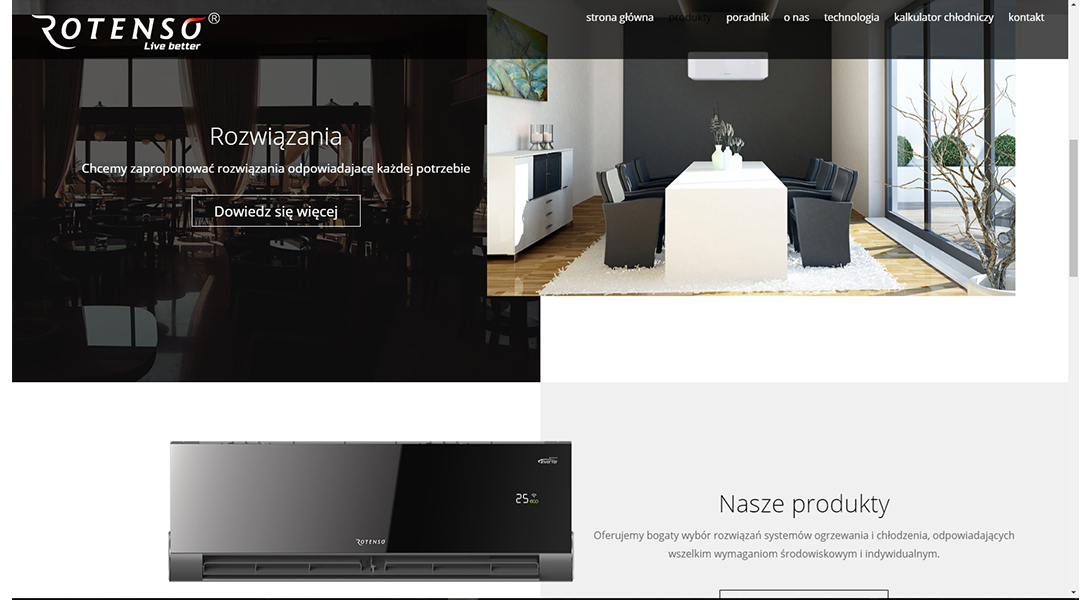 ROTENSO®
Live better
strona główna produkty poradnik o nas technologia kalkulator chłodniczy kontakt
Rozwiązania
Chcemy zaproponować rozwiązania odpowiadajace każdej potrzebie
Dowiedz się więcej
inverter
25 eco
ROTENSO
Nasze produkty
Oferujemy bogaty wybór rozwiązań systemów ogrzewania i chłodzenia, odpowiadających
wszelkim wymaganiom środowiskowym i indywidualnym.